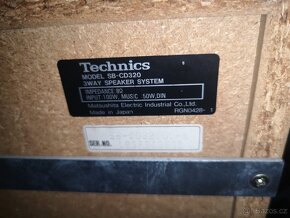 Technics
MODEL SB-CD320
3WAY SPEAKER SYSTEM
IMPEDANCE 8Ω
INPUT 100W, MUSIC 50W, DIN
Matsushita Electric Industrial Co., Ltd.
Made in Japan RGN0428-1
SER.NO.